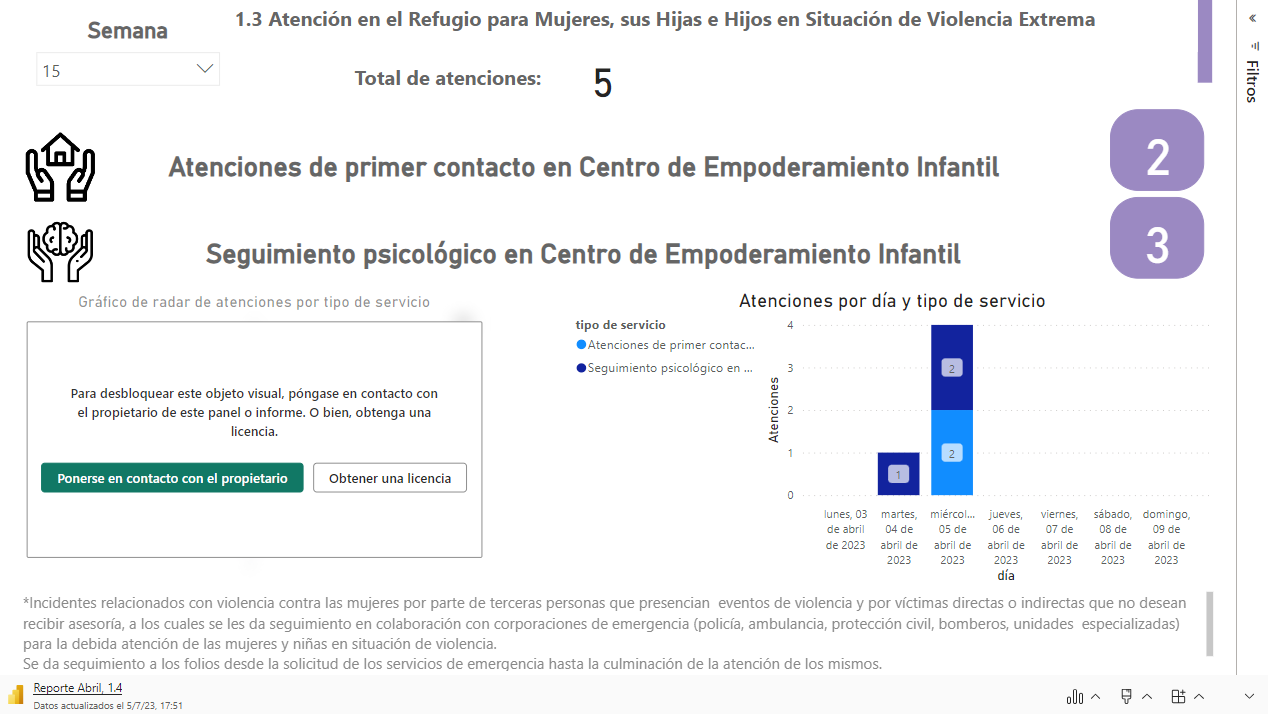 Semana
1.3 Atención en el Refugio para Mujeres, sus Hijas e Hijos en Situación de Violencia Extrema
15
Total de atenciones:
5
Atenciones de primer contacto en Centro de Empoderamiento Infantil
2
Seguimiento psicológico en Centro de Empoderamiento Infantil
3
Gráfico de radar de atenciones por tipo de servicio
Para desbloquear este objeto visual, póngase en contacto con
el propietario de este panel o informe. O bien, obtenga una
licencia.
Ponerse en contacto con el propietario
Obtener una licencia
Atenciones por día y tipo de servicio
tipo de servicio
Atenciones de primer contac...
Seguimiento psicológico en ...
Atenciones
4
3
2
1
0
1
2
2
lunes, 03
de abril
de 2023
martes,
04 de
abril de
2023
miércol...
05 de
abril de
2023
jueves,
06 de
abril de
2023
viernes,
07 de
abril de
2023
sábado,
08 de
abril de
2023
domingo,
09 de
abril de
2023
día
*Incidentes relacionados con violencia contra las mujeres por parte de terceras personas que presencian  eventos de violencia y por víctimas directas o indirectas que no desean
recibir asesoría, a los cuales se les da seguimiento en colaboración con corporaciones de emergencia (policía, ambulancia, protección civil, bomberos, unidades  especializadas)
para la debida atención de las mujeres y niñas en situación de violencia.
Se da seguimiento a los folios desde la solicitud de los servicios de emergencia hasta la culminación de la atención de los mismos.
Filtros
Reporte Abril, 1.4
Datos actualizados el 5/7/23, 17:51